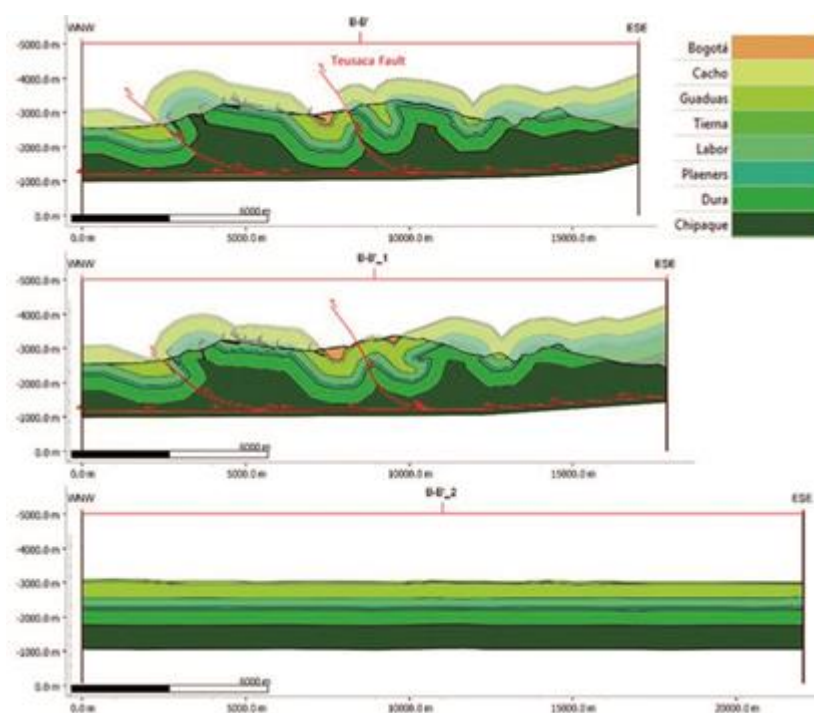 B-B'
WNW
ESE
-5000.0 m
-4000.0 m
-3000.0 m
-2000.0 m
-1000.0 m
0.0 m
Teusaca Fault
6000 m
0.0 m
5000.0 m
10000.0 m
15000.0 m
Bogotá
Cacho
Guaduas
Tierna
Labor
Plaeners
Dura
Chipaque
B-B'_1
WNW
ESE
-5000.0 m
-4000.0 m
-3000.0 m
-2000.0 m
-1000.0 m
0.0 m
6000 m
0.0 m
5000.0 m
10000.0 m
15000.0 m
B-B'_2
WNW
ESE
-5000.0 m
-4000.0 m
-3000.0 m
-2000.0 m
-1000.0 m
0.0 m
6000 m
0.0 m
5000.0 m
10000.0 m
15000.0 m
20000.0 m